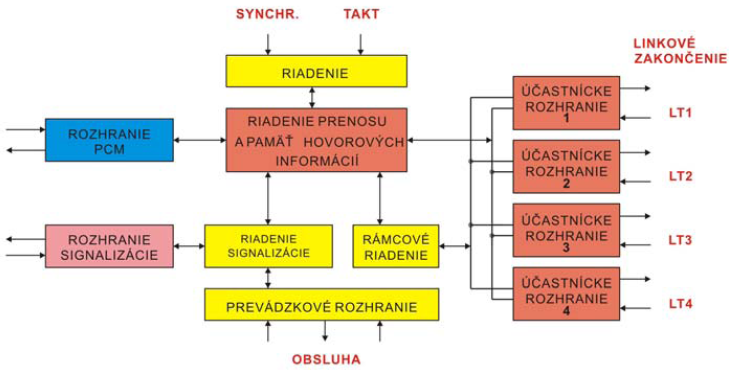 SYNCHR.
TAKT
LINKOVÉ
ZAKONČENIE
RIADENIE
ÚČASTNÍCKE
ROZHRANIE
1
LT1
ROZHRANIE
PCM
RIADENIE PRENOSU
A PAMÄŤ HOVOROVÝCH
INFORMÁCIÍ
ÚČASTNÍCKE
ROZHRANIE
2
LT2
ROZHRANIE
SIGNALIZÁCIE
RIADENIE
SIGNALIZÁCIE
RÁMCOVÉ
RIADENIE
ÚČASTNÍCKE
ROZHRANIE
3
LT3
PREVÁDZKOVÉ ROZHRANIE
ÚČASTNÍCKE
ROZHRANIE
4
LT4
OBSLUHA